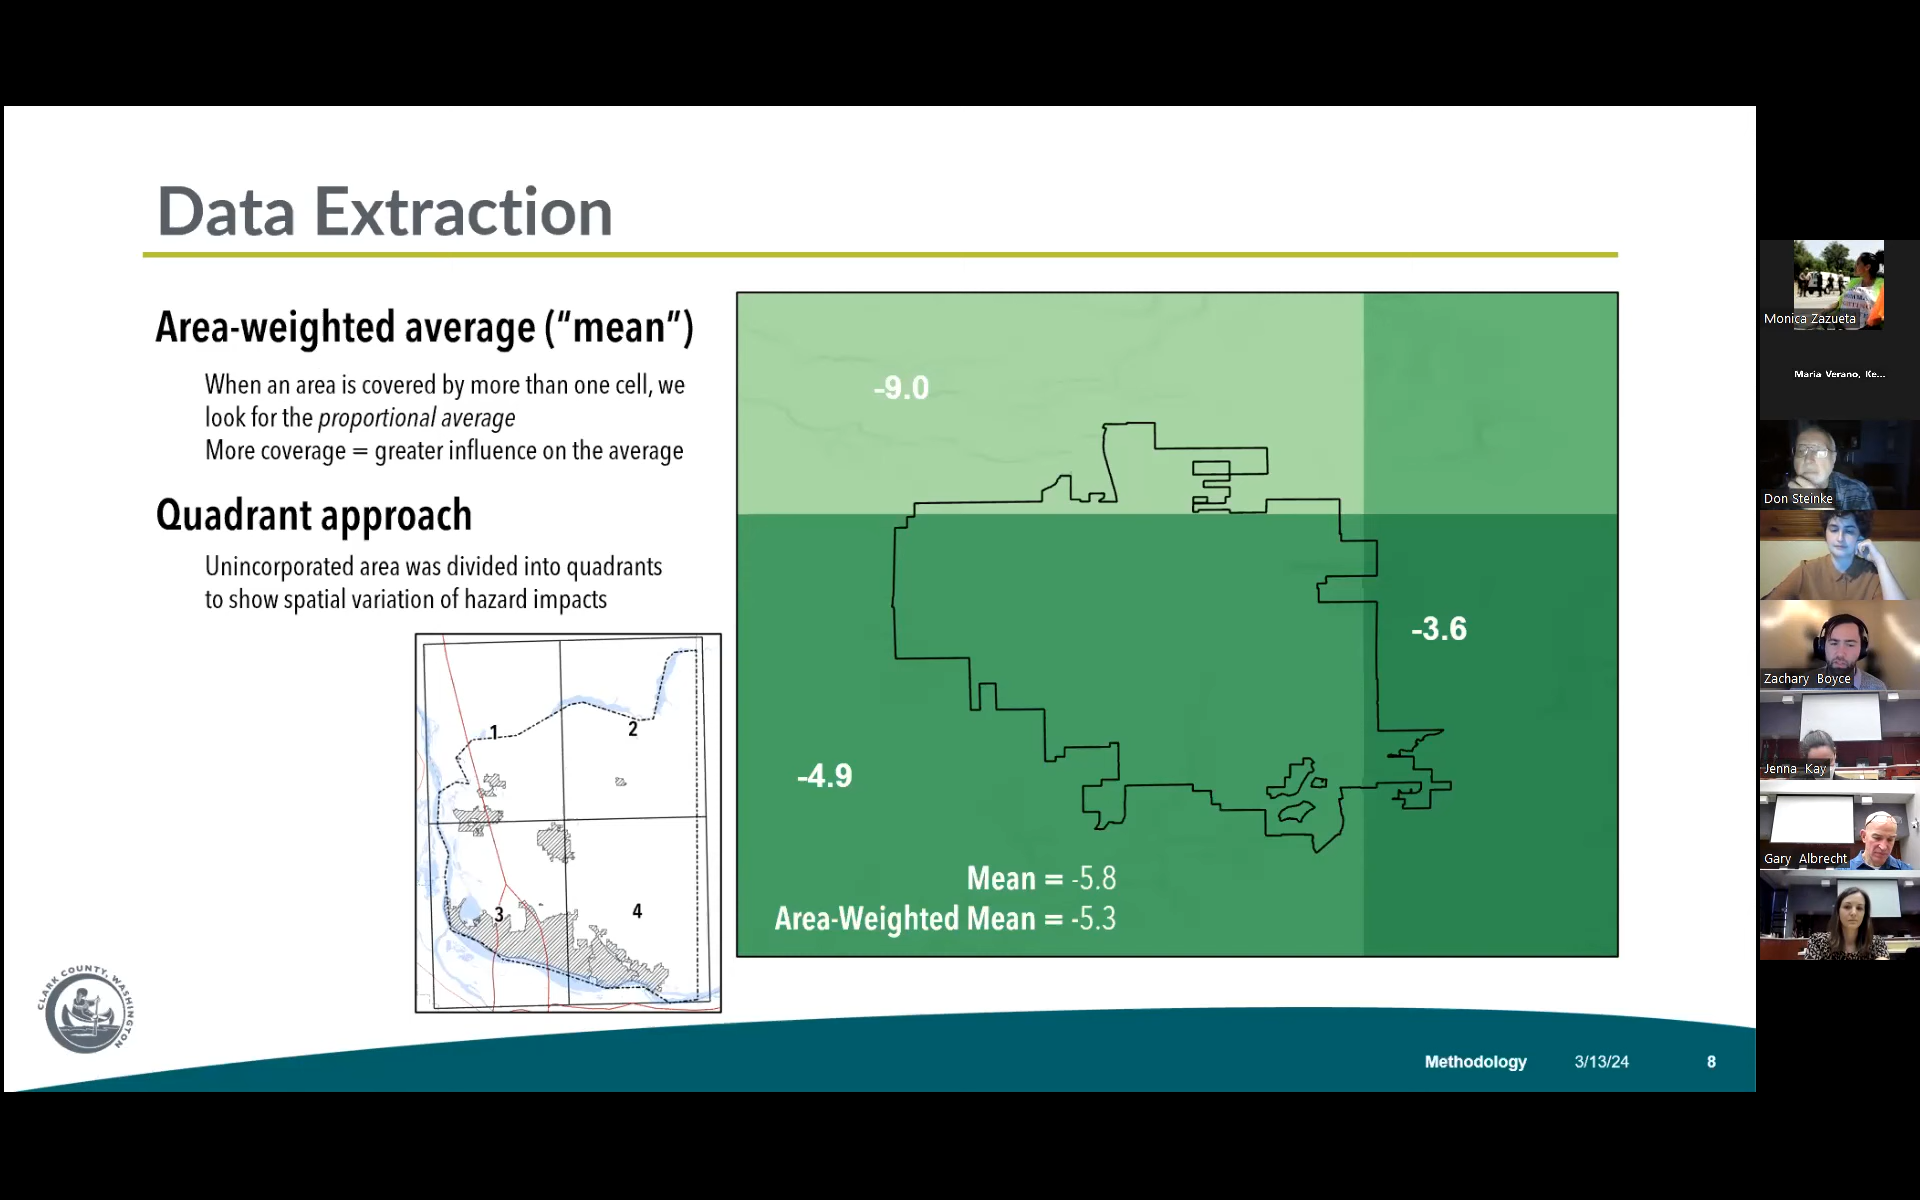 Data Extraction
Area-weighted average (“mean”)
When an area is covered by more than one cell, we
look for the proportional average
More coverage = greater influence on the average
Quadrant approach
Unincorporated area was divided into quadrants
to show spatial variation of hazard impacts
1
2
3
4
-9.0
-3.6
-4.9
Mean = -5.8
Area-Weighted Mean = -5.3
CLARK COUNTY, WASHINGTON
Methodology
3/13/24
8
Monica Zazueta
Maria Verano, Ke...
Don Steinke
Zachary Boyce
Jenna Kay
Gary Albrecht